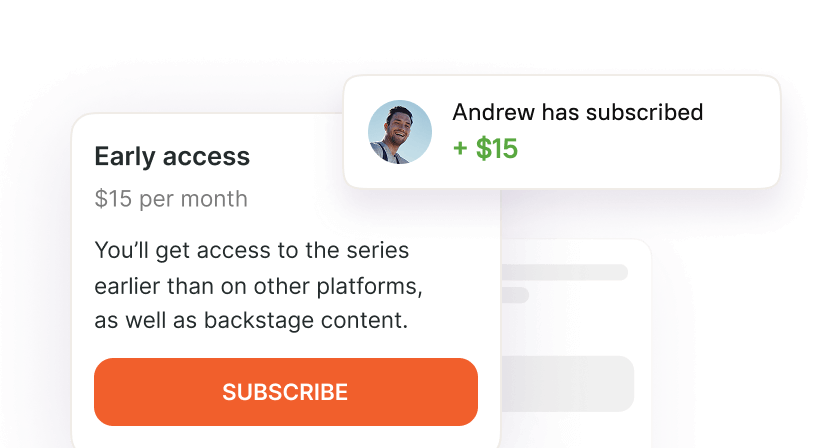 Andrew has subscribed
+ $15
Early access
$15 per month
You’ll get access to the series
earlier than on other platforms,
as well as backstage content.
SUBSCRIBE